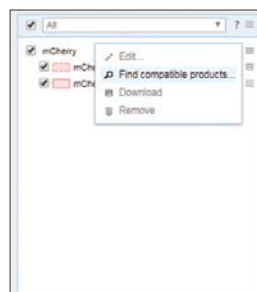 All ?
mCherry
Edit...
mChe
Find compatible products...
mChe
Download
Remove